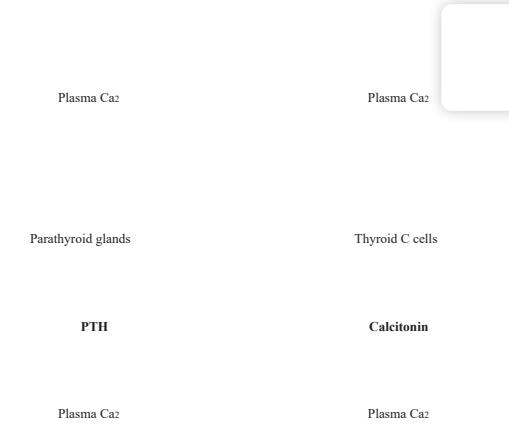 Plasma Ca2
Plasma Ca2
Parathyroid glands
Thyroid C cells
PTH
Calcitonin
Plasma Ca2
Plasma Ca2